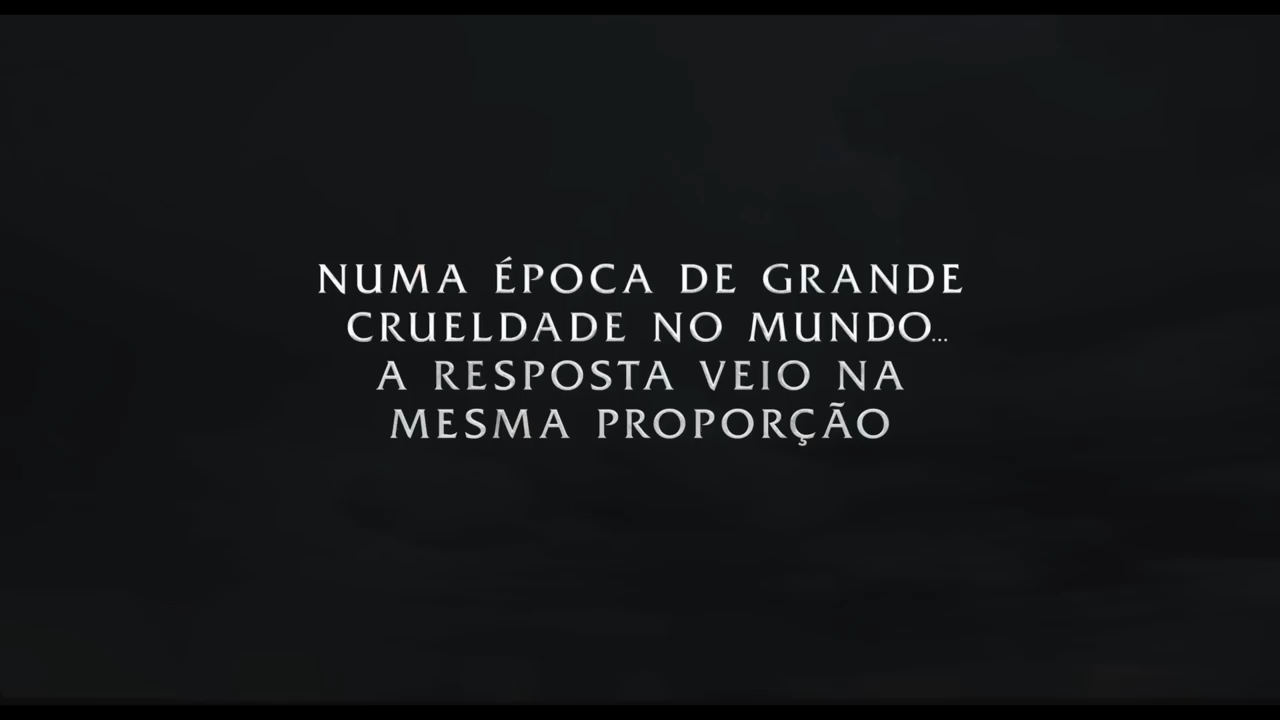 NUMA ÉPOCA DE GRANDE
CRUELDADE NO MUNDO...
A RESPOSTA VEIO NA
MESMA PROPORÇÃO